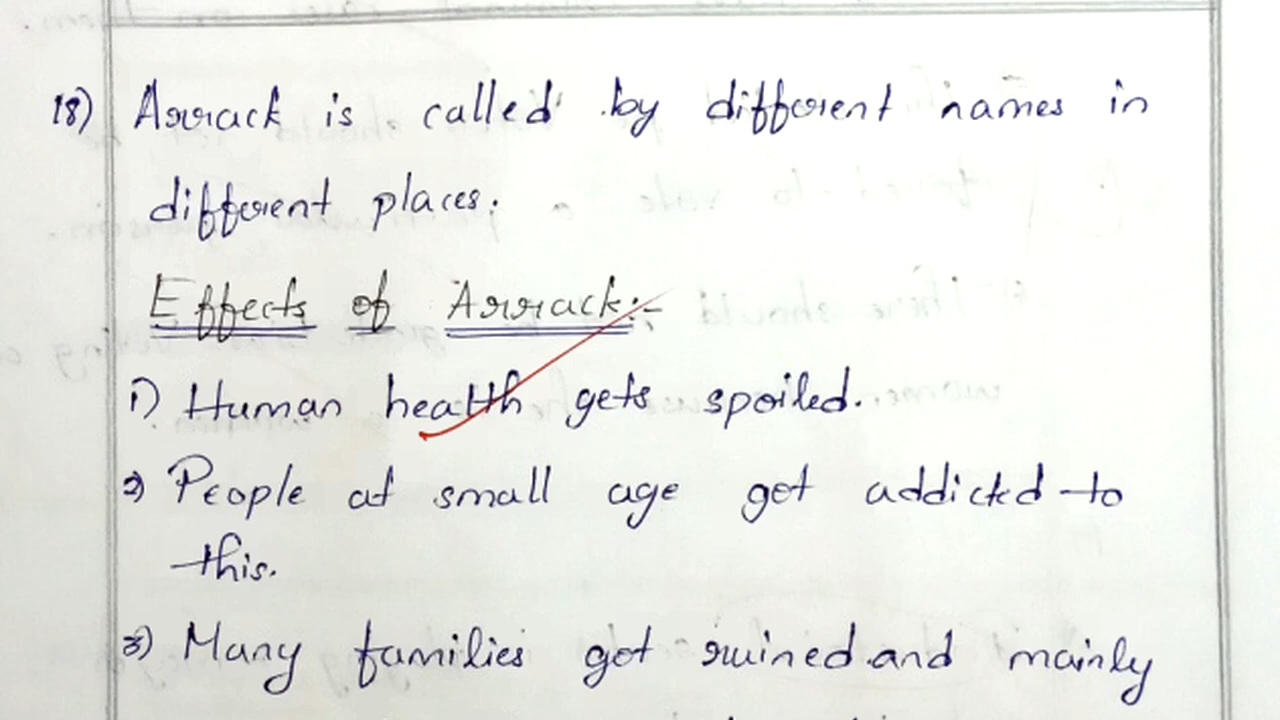 18) Arrack is called by different names in
different places.
Effects of Arrack:-
1) Human health gets spoiled.
2) People at small age got addicted to
this.
3) Many families got ruined and mainly